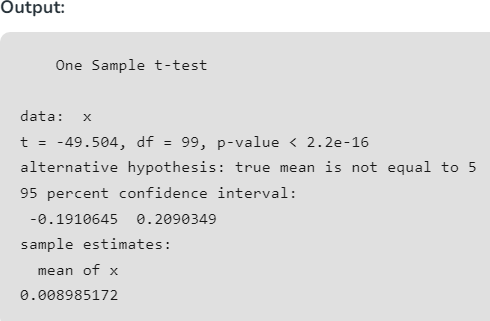 Output:
One Sample t-test
data:  x
t = -49.504, df = 99, p-value < 2.2e-16
alternative hypothesis: true mean is not equal to 5
95 percent confidence interval:
-0.1910645  0.2090349
sample estimates:
mean of x
0.008985172